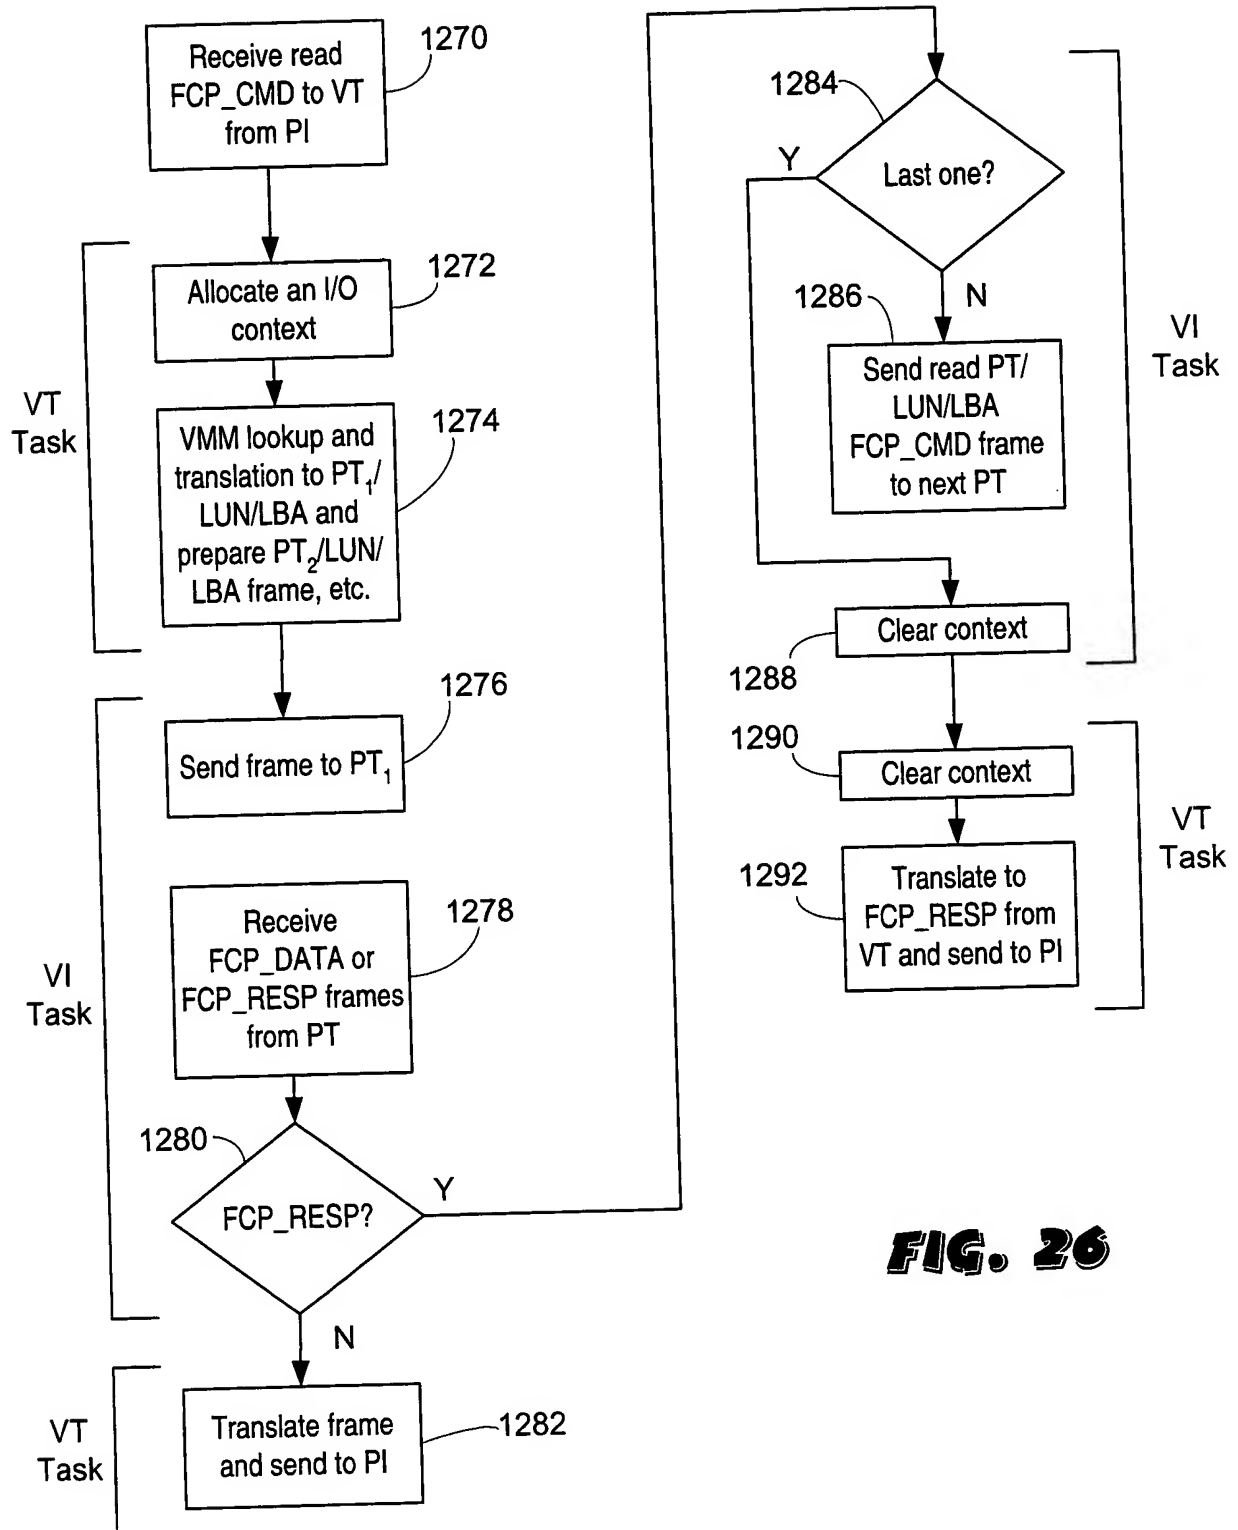 1270
Receive read
FCP_CMD to VT
from PI
1272
Allocate an I/O
context
VT
Task
1274
VMM lookup and
translation to PT₁/
LUN/LBA and
prepare PT₂/LUN/
LBA frame, etc.
1276
Send frame to PT₁
1278
Receive
FCP_DATA or
FCP_RESP frames
from PT
VI
Task
1280
FCP_RESP?
Y
N
1282
Translate frame
and send to PI
VT
Task
1284
Last one?
Y
N
1286
Send read PT/
LUN/LBA
FCP_CMD frame
to next PT
VI
Task
Clear context
1288
1290
Clear context
1292
Translate to
FCP_RESP from
VT and send to PI
VT
Task
FIG. 26